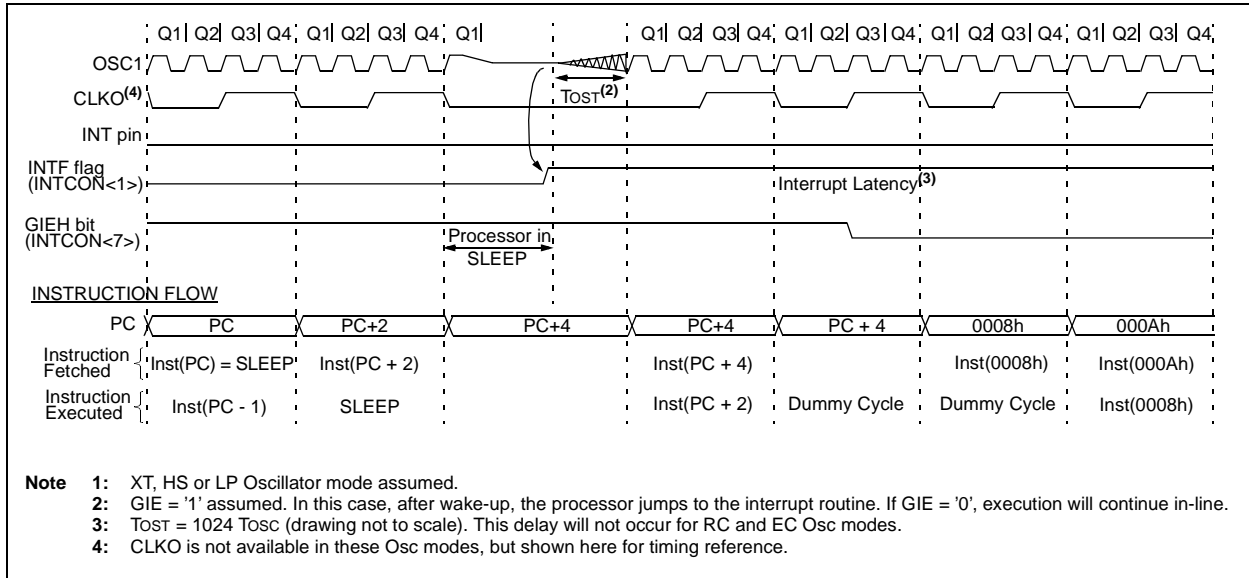 Q1 Q2 Q3 Q4 Q1 Q2 Q3 Q4 Q1 Q1 Q2 Q3 Q4 Q1 Q2 Q3 Q4 Q1 Q2 Q3 Q4 Q1 Q2 Q3 Q4
OSC1
CLKO(4)
TOST(2)
INT pin
INTF flag
(INTCON<1>)
Interrupt Latency(3)
GIEH bit
(INTCON<7>)
Processor in
SLEEP
INSTRUCTION FLOW
PC PC PC+2 PC+4 PC+4 PC + 4 0008h 000Ah
Instruction
Fetched
Inst(PC) = SLEEP Inst(PC + 2) Inst(PC + 4) Inst(0008h) Inst(000Ah)
Instruction
Executed
Inst(PC - 1) SLEEP Inst(PC + 2) Dummy Cycle Dummy Cycle Inst(0008h)
Note 1: XT, HS or LP Oscillator mode assumed.
2: GIE = '1' assumed. In this case, after wake-up, the processor jumps to the interrupt routine. If GIE = '0', execution will continue in-line.
3: TOST = 1024 TOSC (drawing not to scale). This delay will not occur for RC and EC Osc modes.
4: CLKO is not available in these Osc modes, but shown here for timing reference.